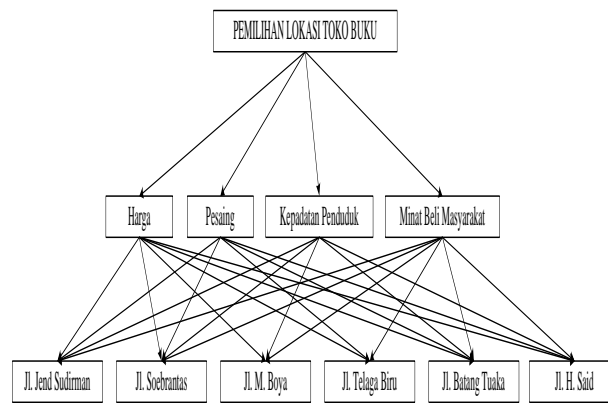 PEMILIHAN LOKASI TOKO BUKU
Harga
Pesaing
Kepadatan Penduduk
Minat Beli Masyarakat
Jl. Jend Sudirman
Jl. Soebrantas
Jl. M. Boya
Jl. Telaga Biru
Jl. Batang Tuaka
Jl. H. Said